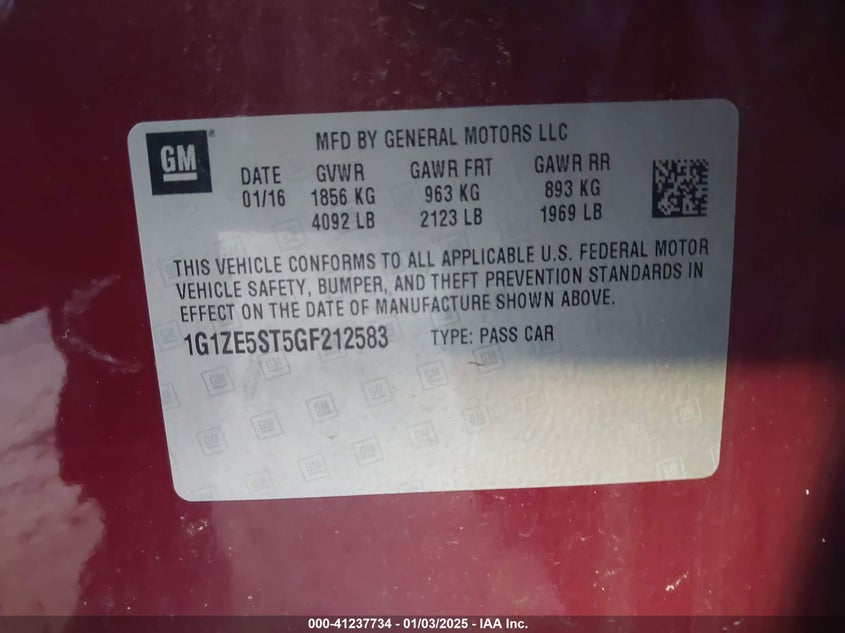 GM ®
MFD BY GENERAL MOTORS LLC
DATE GVWR GAWR FRT GAWR RR
01/16 1856 KG 963 KG 893 KG
4092 LB 2123 LB 1969 LB
THIS VEHICLE CONFORMS TO ALL APPLICABLE U.S. FEDERAL MOTOR
VEHICLE SAFETY, BUMPER, AND THEFT PREVENTION STANDARDS IN
EFFECT ON THE DATE OF MANUFACTURE SHOWN ABOVE.
1G1ZE5ST5GF212583 TYPE: PASS CAR
000-41237734 - 01/03/2025 - IAA Inc.